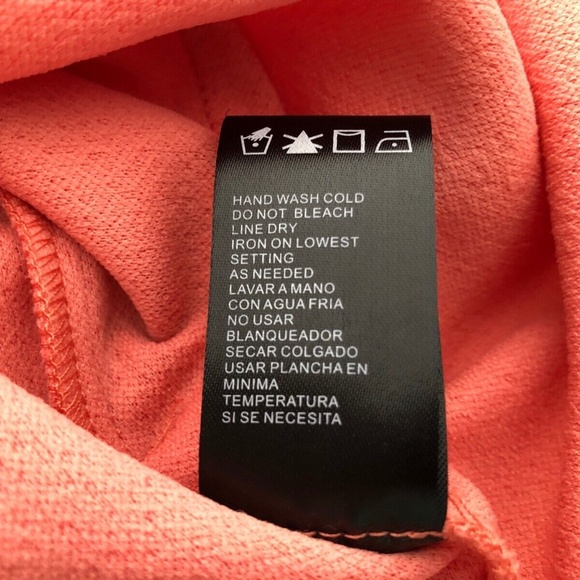 HAND WASH COLD
DO NOT BLEACH
LINE DRY
IRON ON LOWEST
SETTING
AS NEEDED
LAVAR A MANO
CON AGUA FRIA
NO USAR
BLANQUEADOR
SECAR COLGADO
USAR PLANCHA EN
MINIMA
TEMPERATURA
SI SE NECESITA